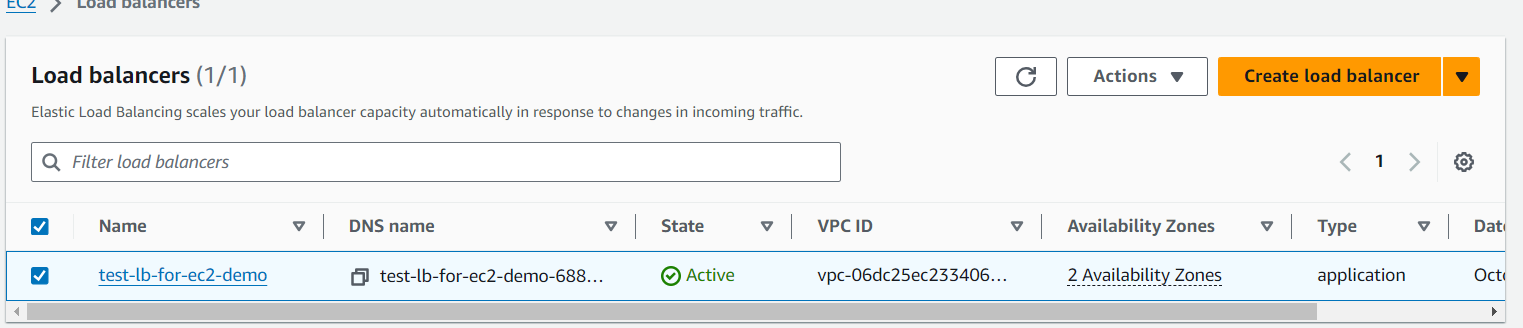 EC2 > Load balancers
Load balancers (1/1)
Actions
Create load balancer
Elastic Load Balancing scales your load balancer capacity automatically in response to changes in incoming traffic.
Filter load balancers
1
Name DNS name State VPC ID Availability Zones Type Date
test-lb-for-ec2-demo test-lb-for-ec2-demo-688... Active vpc-06dc25ec233406... 2 Availability Zones application Octo